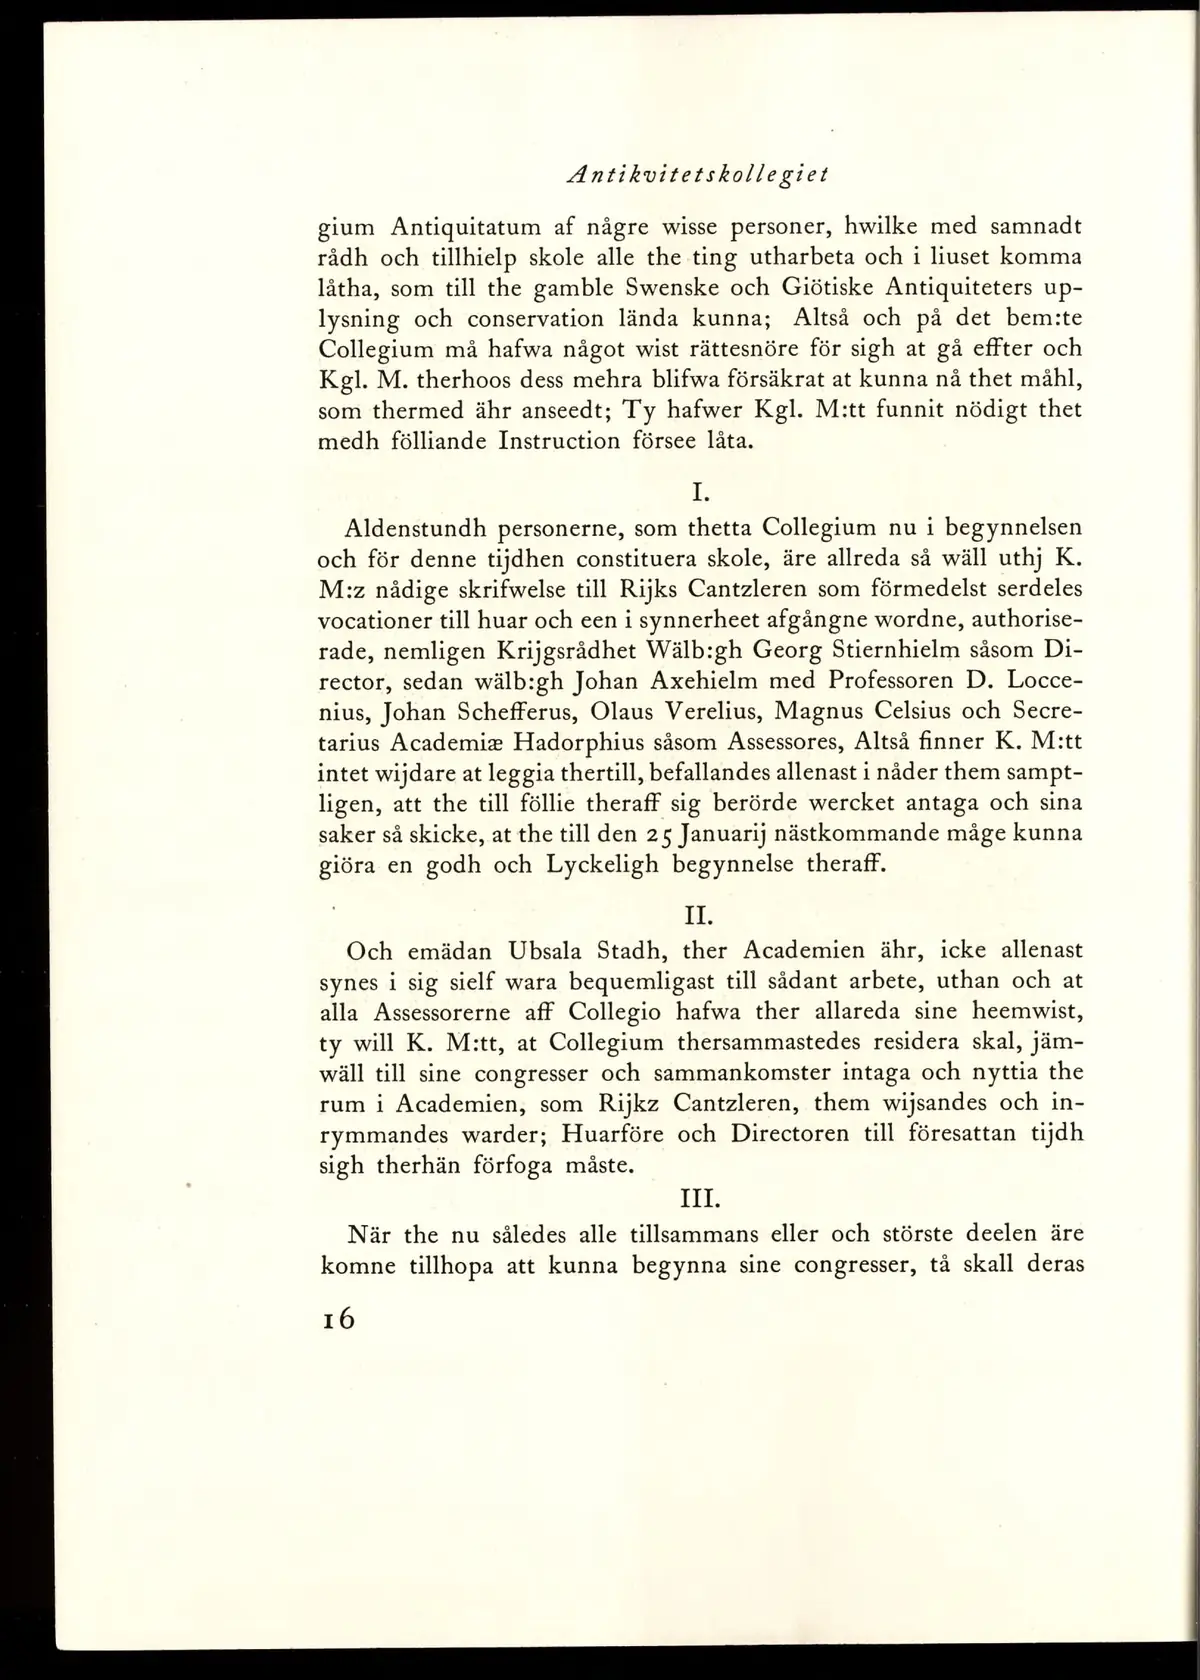 Antikvitetskollegiet
gium Antiquitatum af någre wisse personer, hwilke med samnadt
rådh och tillhielp skole alle the ting utharbeta och i liuset komma
låtha, som till the gamble Swenske och Giötiske Antiquiteters up-
lysning och conservation lända kunna; Altså och på det bem:te
Collegium må hafwa något wist rättesnöre för sigh at gå effter och
Kgl. M. therhoos dess mehra blifwa försäkrat at kunna nå thet måhl,
som thermed ähr anseedt; Ty hafwer Kgl. M:tt funnit nödigt thet
medh fölliande Instruction försee låta.
I.
Aldenstundh personerne, som thetta Collegium nu i begynnelsen
och för denne tijdhen constituera skole, äre allreda så wäll uthj K.
M:z nådige skrifwelse till Rijks Cantzleren som förmedelst serdeles
vocationer till huar och een i synnerheet afgångne wordne, authorise-
rade, nemligen Krijgsrådhet Wälb:gh Georg Stiernhielm såsom Di-
rector, sedan wälb:gh Johan Axehielm med Professoren D. Locce-
nius, Johan Schefferus, Olaus Verelius, Magnus Celsius och Secre-
tarius Academiæ Hadorphius såsom Assessores, Altså finner K. M:tt
intet wijdare at leggia thertill, befallandes allenast i nåder them sampt-
ligen, att the till föllie theraff sig berörde wercket antaga och sina
saker så skicke, at the till den 25 Januarij nästkommande måge kunna
giöra en godh och Lyckeligh begynnelse theraff.
II.
Och emädan Ubsala Stadh, ther Academien ähr, icke allenast
synes i sig sielf wara bequemligast till sådant arbete, uthan och at
alla Assessorerne aff Collegio hafwa ther allareda sine heemwist,
ty will K. M:tt, at Collegium thersammastedes residera skal, jäm-
wäll till sine congresser och sammankomster intaga och nyttia the
rum i Academien, som Rijkz Cantzleren, them wijsandes och in-
rymmandes warder; Huarföre och Directoren till föresattan tijdh
sigh therhän förfoga måste.
III.
När the nu således alle tillsammans eller och störste deelen äre
komne tillhopa att kunna begynna sine congresser, tå skall deras
16